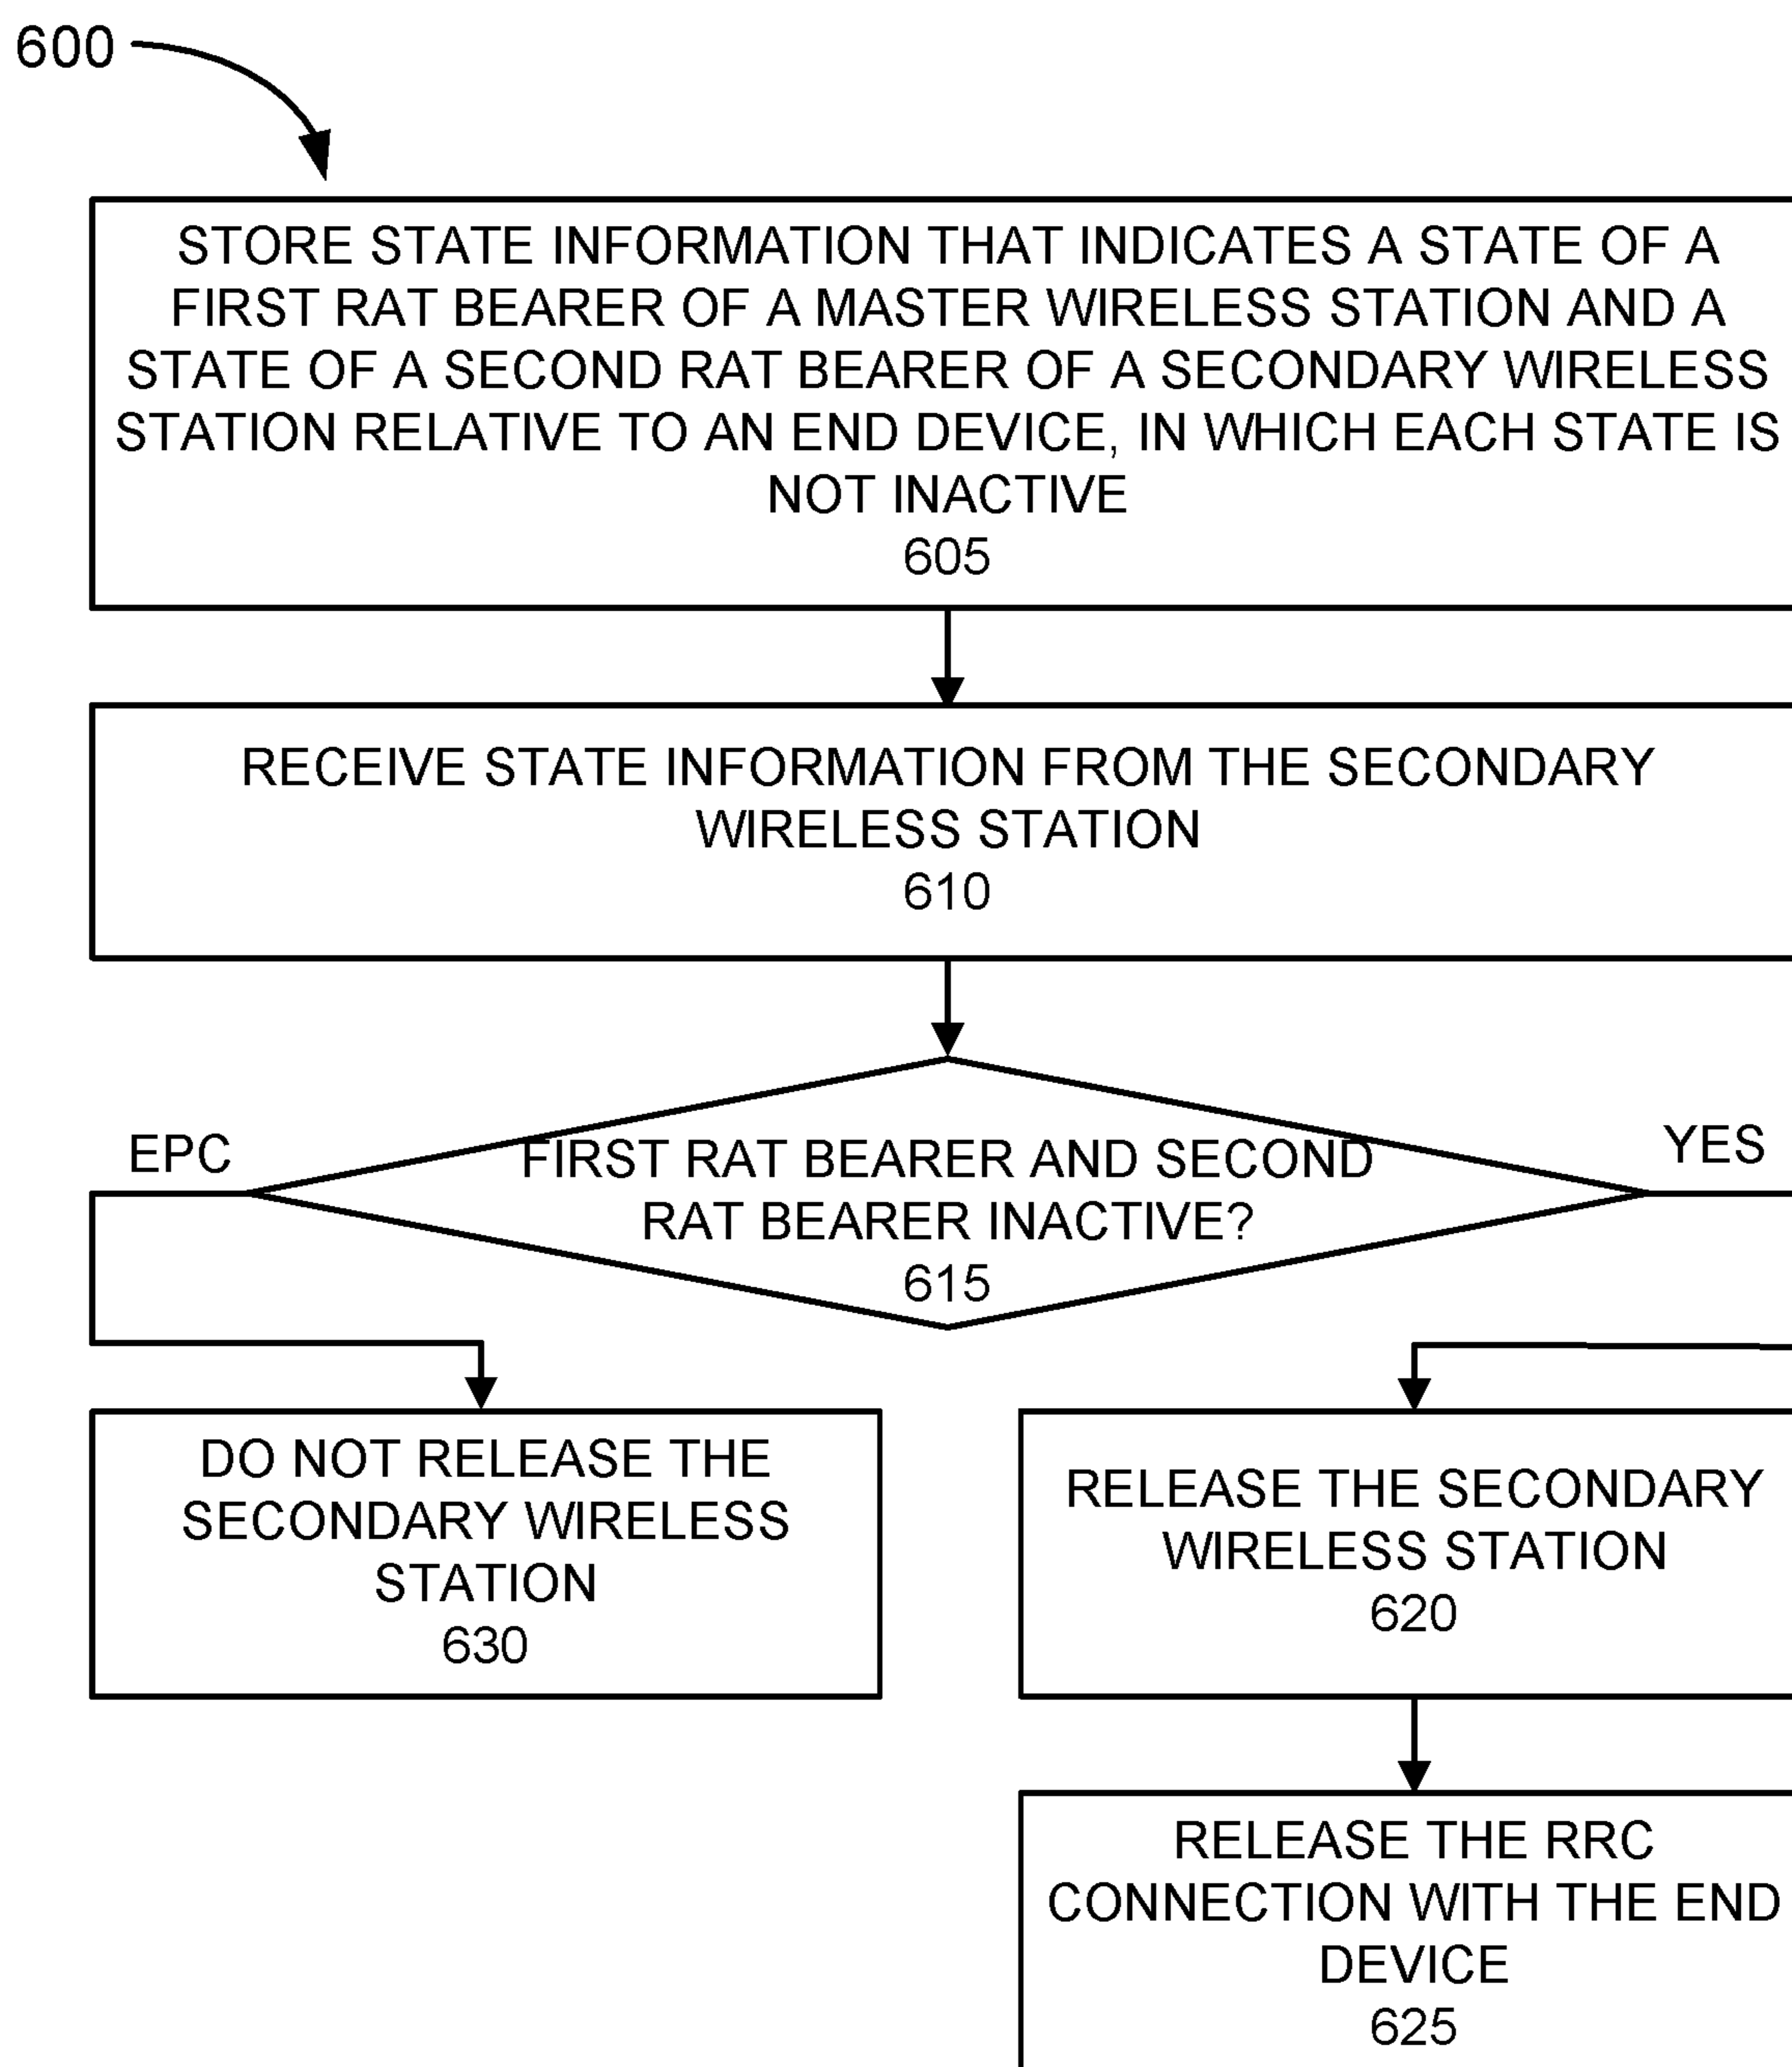 600
STORE STATE INFORMATION THAT INDICATES A STATE OF A
FIRST RAT BEARER OF A MASTER WIRELESS STATION AND A
STATE OF A SECOND RAT BEARER OF A SECONDARY WIRELESS
STATION RELATIVE TO AN END DEVICE, IN WHICH EACH STATE IS
NOT INACTIVE
605
RECEIVE STATE INFORMATION FROM THE SECONDARY
WIRELESS STATION
610
EPC
YES
FIRST RAT BEARER AND SECOND
RAT BEARER INACTIVE?
615
DO NOT RELEASE THE
SECONDARY WIRELESS
STATION
630
RELEASE THE SECONDARY
WIRELESS STATION
620
RELEASE THE RRC
CONNECTION WITH THE END
DEVICE
625